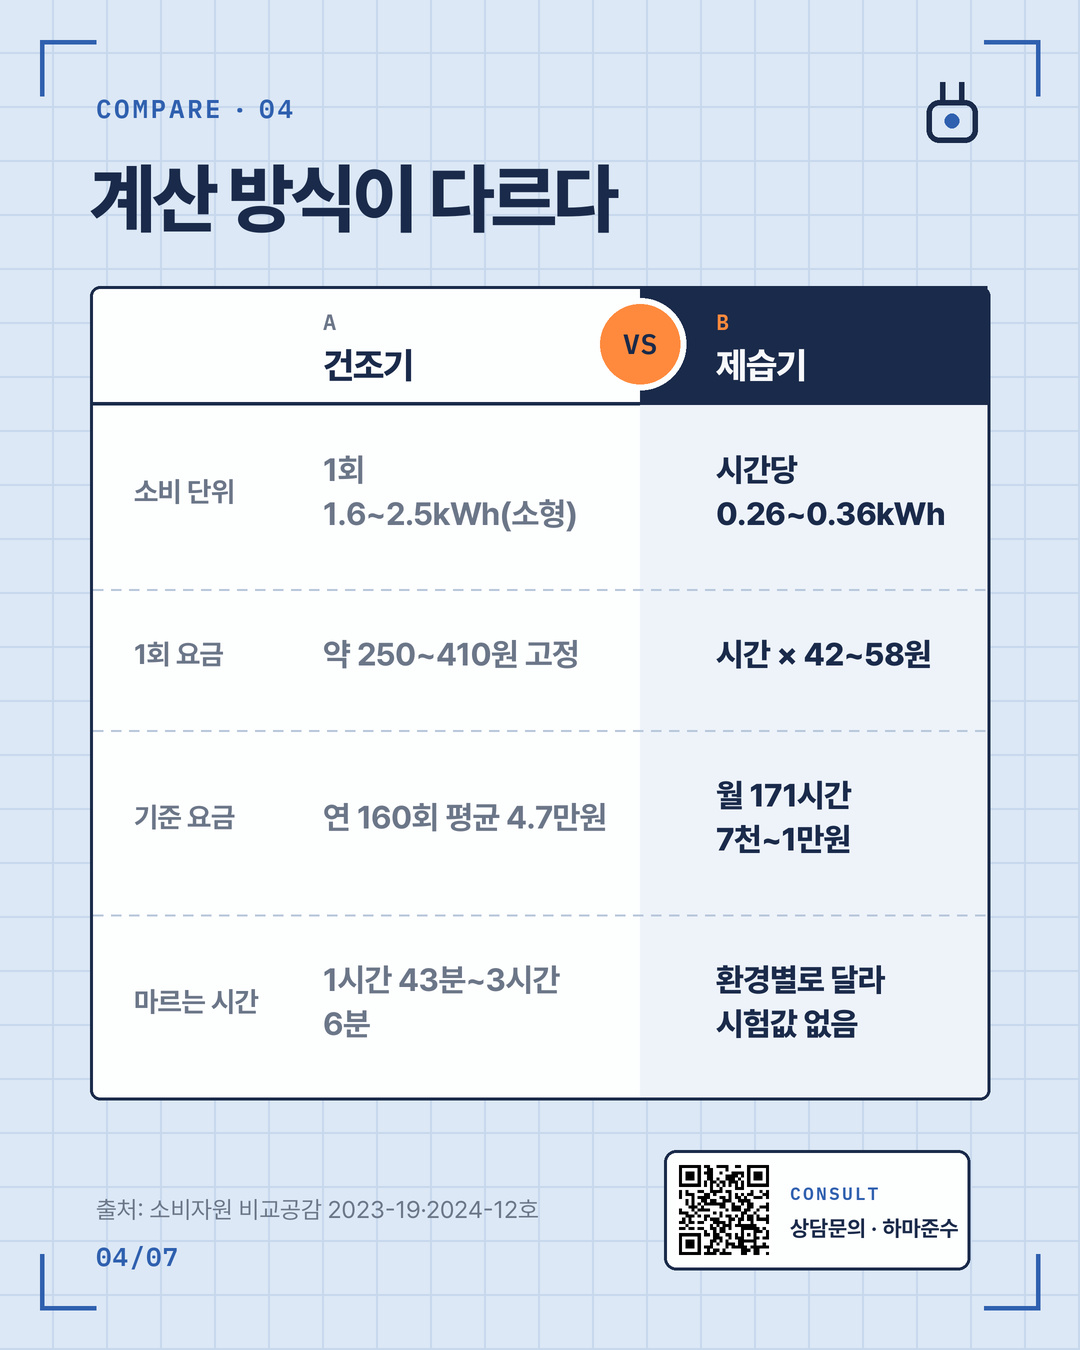 COMPARE · 04
계산 방식이 다르다
A
건조기
VS
B
제습기
소비 단위
1회
1.6~2.5kWh(소형)
시간당
0.26~0.36kWh
1회 요금
약 250~410원 고정
시간 × 42~58원
기준 요금
연 160회 평균 4.7만원
월 171시간
7천~1만원
마르는 시간
1시간 43분~3시간
6분
환경별로 달라
시험값 없음
출처: 소비자원 비교공감 2023-19·2024-12호
04/07
CONSULT
상담문의 · 하마준수